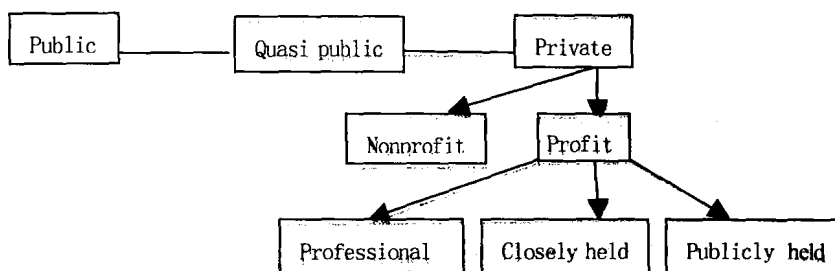 Public
Quasi public
Private
Nonprofit
Profit
Professional
Closely held
Publicly held